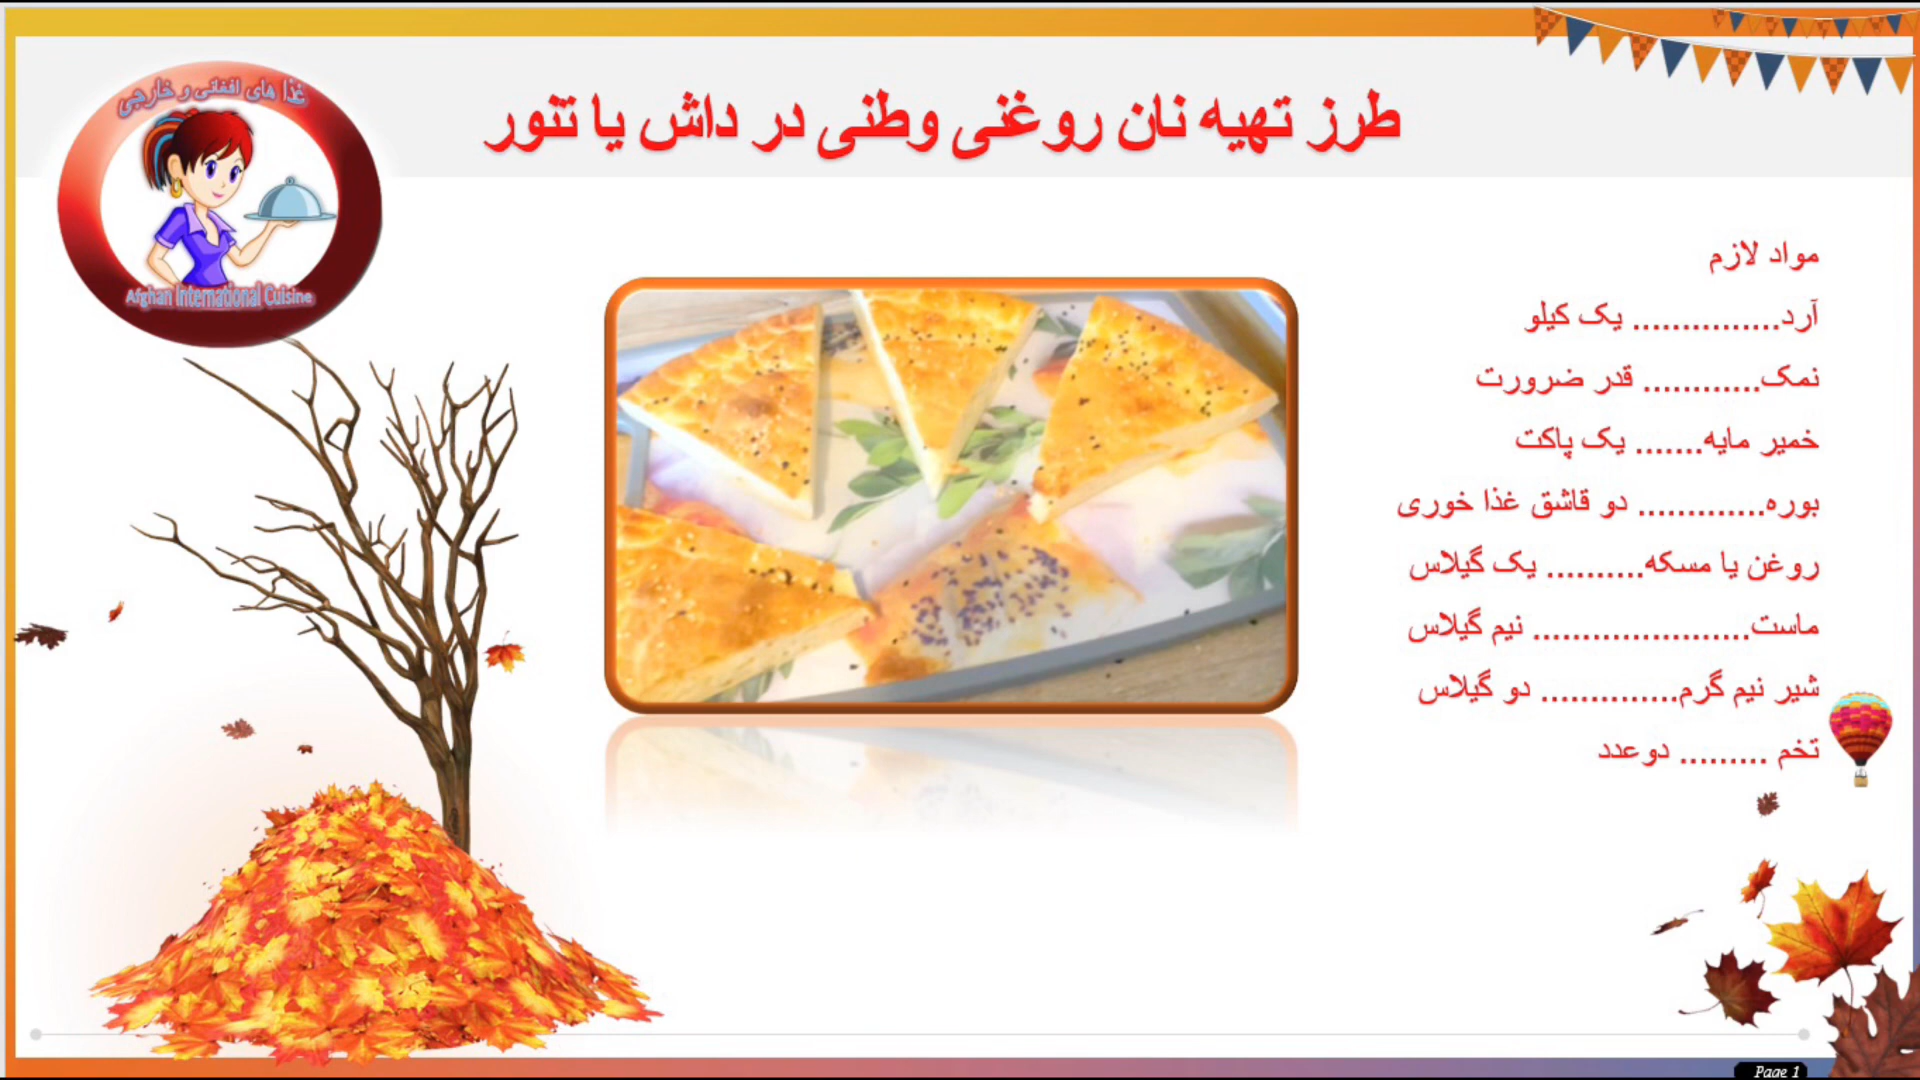 غذا های افغانی و خارجی
Afghan International Cuisine
طرز تهیه نان روغنی وطنی در داش یا تنور
مواد لازم
آرد............... یک کیلو
نمک............ قدر ضرورت
خمیر مایه....... یک پاکت
بوره............. دو قاشق غذا خوری
روغن یا مسکه.......... یک گیلاس
ماست...................... نیم گیلاس
شیر نیم گرم.............. دو گیلاس
تخم ......... دوعدد
Page 1